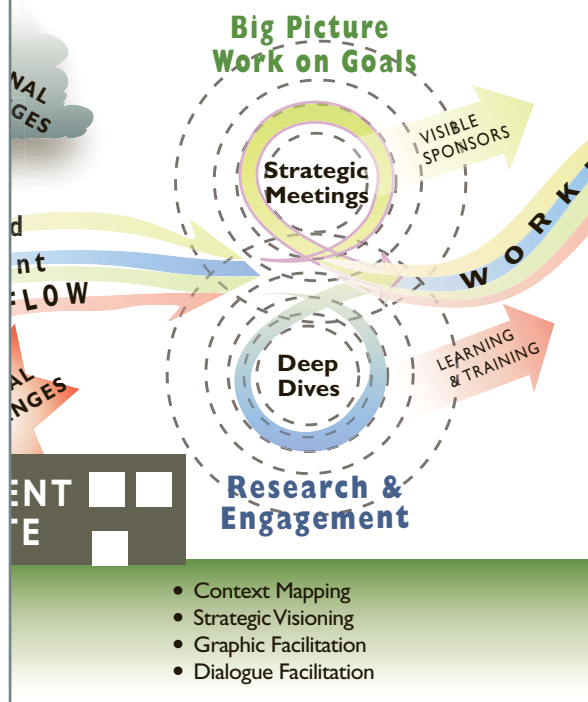 Big Picture
Work on Goals
VISIBLE
SPONSORS
Strategic
Meetings
WORK
FLOW
LEARNING
& TRAINING
Deep
Dives
Research &
Engagement
• Context Mapping
• Strategic Visioning
• Graphic Facilitation
• Dialogue Facilitation